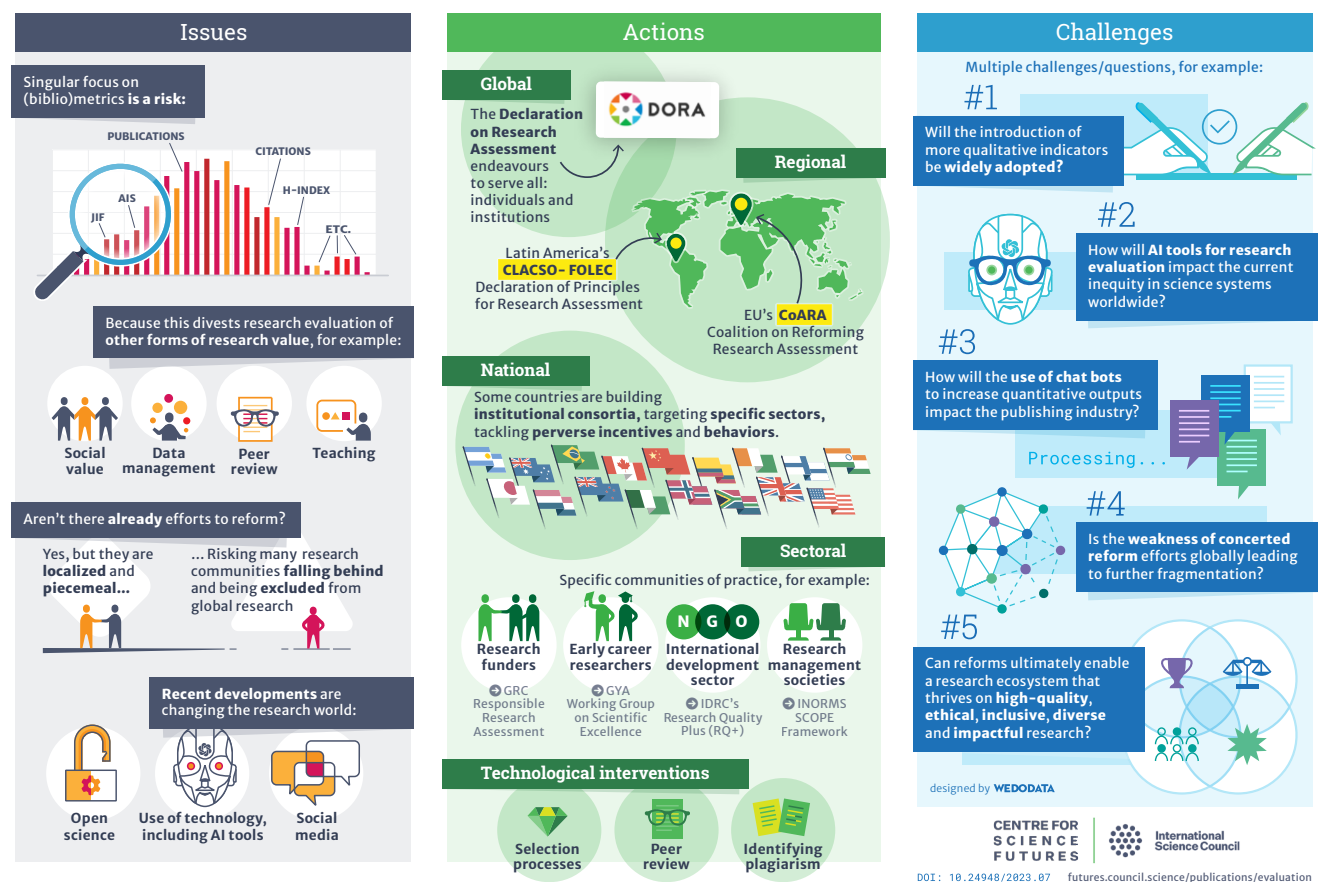 Issues
Singular focus on
(biblio)metrics is a risk:
PUBLICATIONS
CITATIONS
H-INDEX
AIS
JIF
ETC.
Because this divests research evaluation of
other forms of research value, for example:
Social
value
Data
management
Peer
review
Teaching
Aren't there already efforts to reform?
Yes, but they are
localized and
piecemeal...
... Risking many research
communities falling behind
and being excluded from
global research
Recent developments are
changing the research world:
Open
science
Use of technology,
including AI tools
Social
media
Actions
Global
The Declaration
on Research
Assessment
endeavours
to serve all:
individuals and
institutions
DORA
Regional
Latin America's
CLACSO- FOLEC
Declaration of Principles
for Research Assessment
EU's CoARA
Coalition on Reforming
Research Assessment
National
Some countries are building
institutional consortia, targeting specific sectors,
tackling perverse incentives and behaviors.
Sectoral
Specific communities of practice, for example:
Research
funders
GRC
Responsible
Research
Assessment
Early career
researchers
GYA
Working Group
on Scientific
Excellence
N G O
International
development
sector
IDRC's
Research Quality
Plus (RQ+)
Research
management
societies
INORMS
SCOPE
Framework
Technological interventions
Selection
processes
Peer
review
Identifying
plagiarism
Challenges
Multiple challenges/questions, for example:
#1
Will the introduction of
more qualitative indicators
be widely adopted?
#2
How will AI tools for research
evaluation impact the current
inequity in science systems
worldwide?
#3
How will the use of chat bots
to increase quantitative outputs
impact the publishing industry?
Processing...
#4
Is the weakness of concerted
reform efforts globally leading
to further fragmentation?
#5
Can reforms ultimately enable
a research ecosystem that
thrives on high-quality,
ethical, inclusive, diverse
and impactful research?
designed by WEDODATA
CENTRE FOR
SCIENCE
FUTURES
International
Science Council
DOI: 10.24948/2023.07
futures.council.science/publications/evaluation